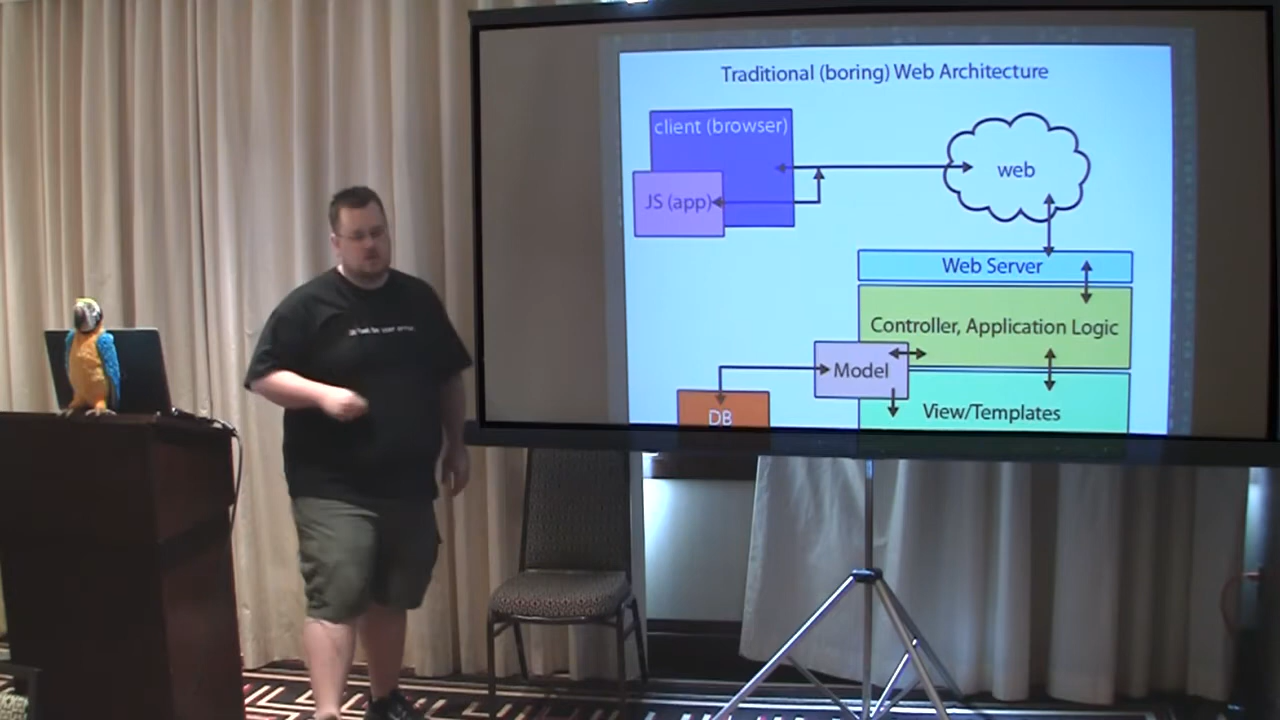 Traditional (boring) Web Architecture
client (browser)
web
JS (app)
Web Server
Controller, Application Logic
Model
DB
View/Templates